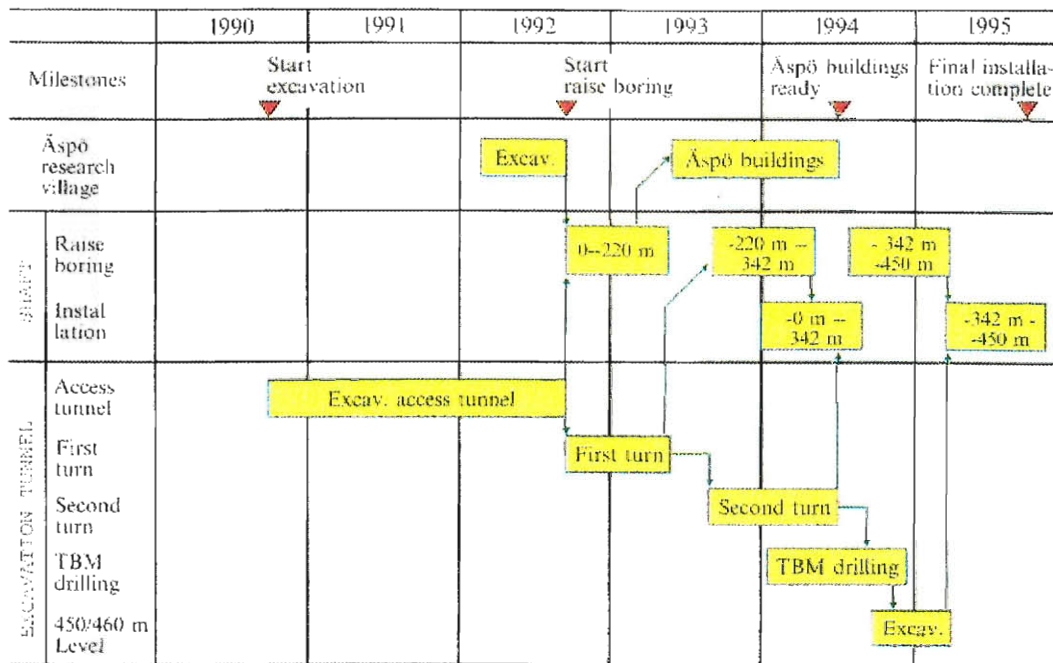 1990 1991 1992 1993 1994 1995
Milestones
Start
excavation
Start
raise boring
Äspö buildings
ready
Final installa-
tion complete
Äspö
research
village
Excav.
Äspö buildings
SHAFT
Raise
boring
0--220 m
-220 m --
342 m
- 342 m
-450 m
Instal
lation
-0 m --
342 m
-342 m -
-450 m
EXCAVATION TUNNEL
Access
tunnel
Excav. access tunnel
First
turn
First turn
Second
turn
Second turn
TBM
drilling
TBM drilling
450/460 m
Level
Excav.